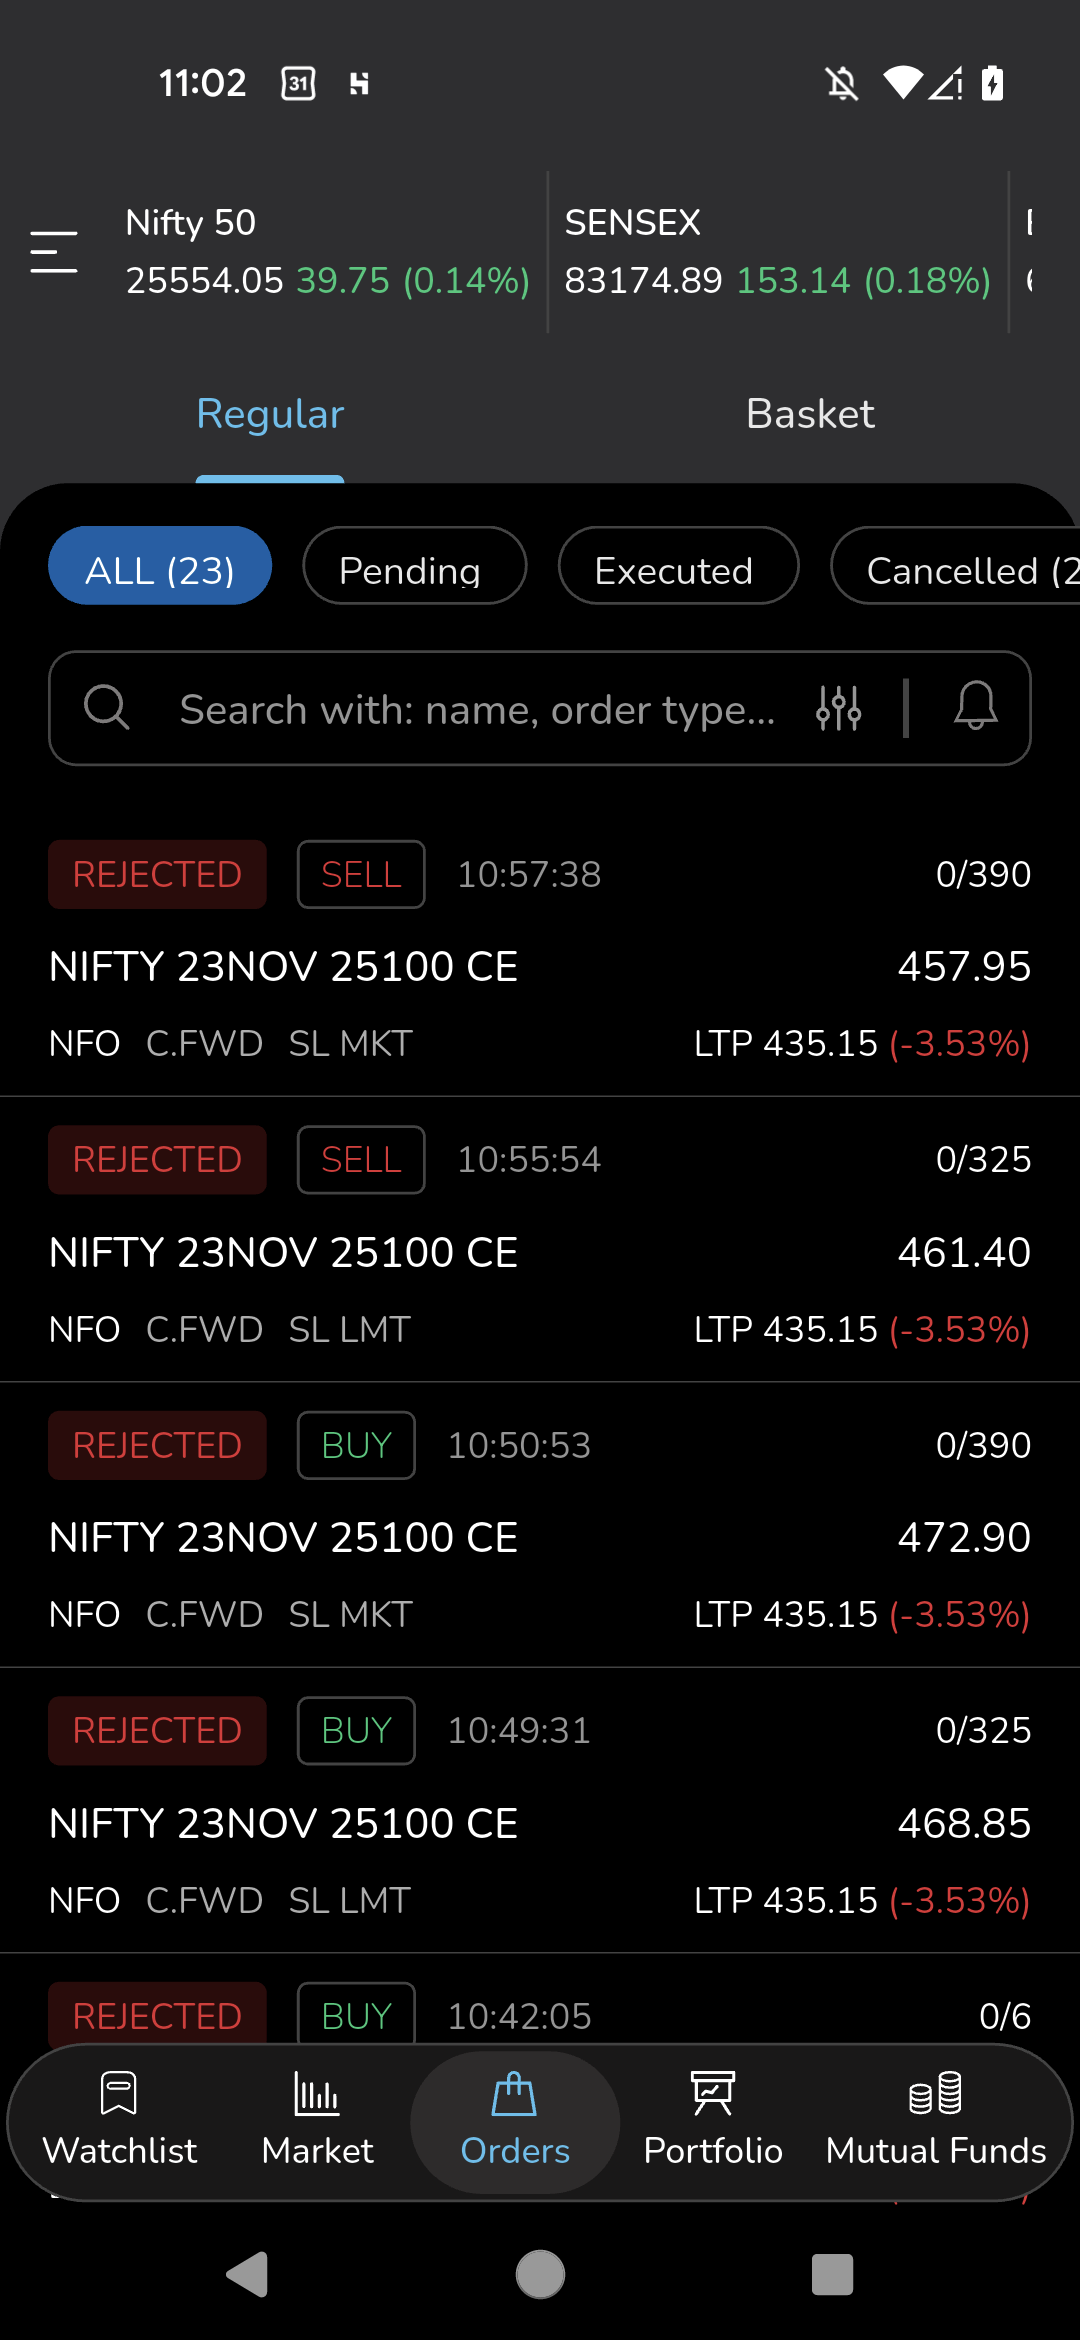 11:02 31
Nifty 50
25554.05 39.75 (0.14%)
SENSEX
83174.89 153.14 (0.18%)
Regular Basket
ALL (23) Pending Executed Cancelled (2
Search with: name, order type...
REJECTED SELL 10:57:38 0/390
NIFTY 23NOV 25100 CE 457.95
NFO C.FWD SL MKT LTP 435.15 (-3.53%)
REJECTED SELL 10:55:54 0/325
NIFTY 23NOV 25100 CE 461.40
NFO C.FWD SL LMT LTP 435.15 (-3.53%)
REJECTED BUY 10:50:53 0/390
NIFTY 23NOV 25100 CE 472.90
NFO C.FWD SL MKT LTP 435.15 (-3.53%)
REJECTED BUY 10:49:31 0/325
NIFTY 23NOV 25100 CE 468.85
NFO C.FWD SL LMT LTP 435.15 (-3.53%)
REJECTED BUY 10:42:05 0/6
Watchlist Market Orders Portfolio Mutual Funds